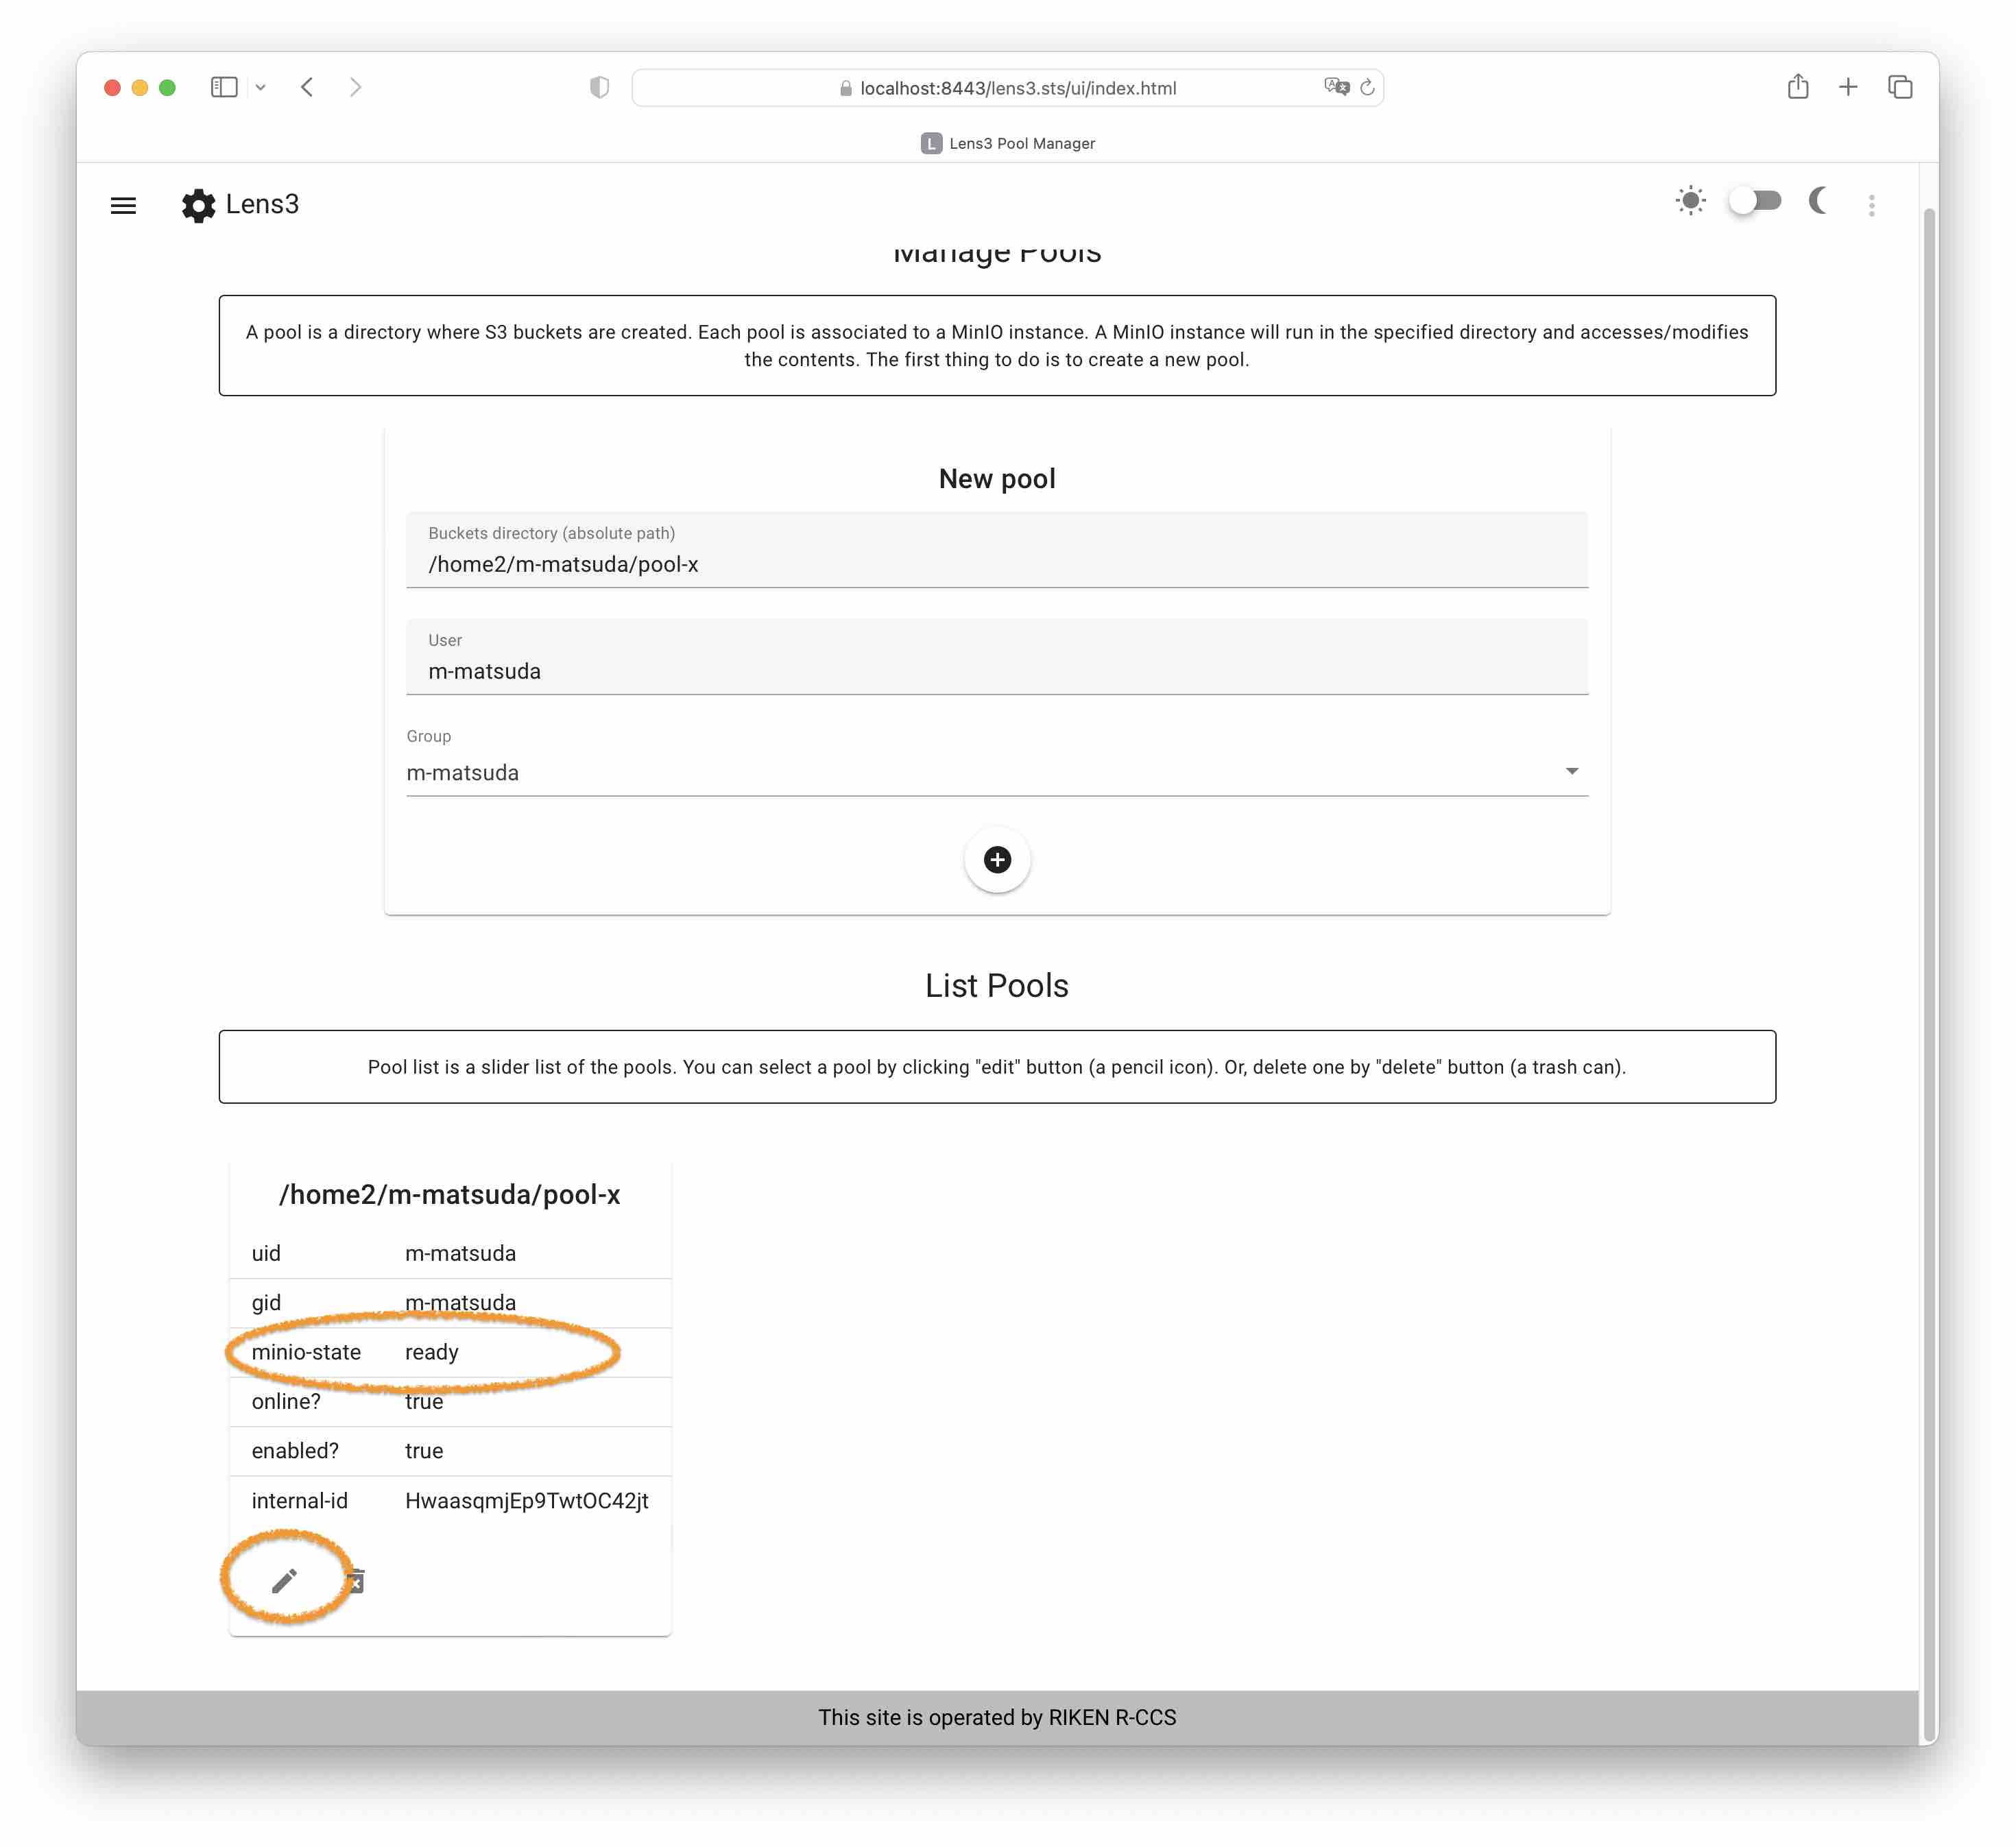 localhost:8443/lens3.sts/ui/index.html
L Lens3 Pool Manager
Lens3
Manage Pools
A pool is a directory where S3 buckets are created. Each pool is associated to a MinIO instance. A MinIO instance will run in the specified directory and accesses/modifies
the contents. The first thing to do is to create a new pool.
New pool
Buckets directory (absolute path)
/home2/m-matsuda/pool-x
User
m-matsuda
Group
m-matsuda
List Pools
Pool list is a slider list of the pools. You can select a pool by clicking "edit" button (a pencil icon). Or, delete one by "delete" button (a trash can).
/home2/m-matsuda/pool-x
uid m-matsuda
gid m-matsuda
minio-state ready
online? true
enabled? true
internal-id HwaasqmjEp9TwtOC42jt
This site is operated by RIKEN R-CCS